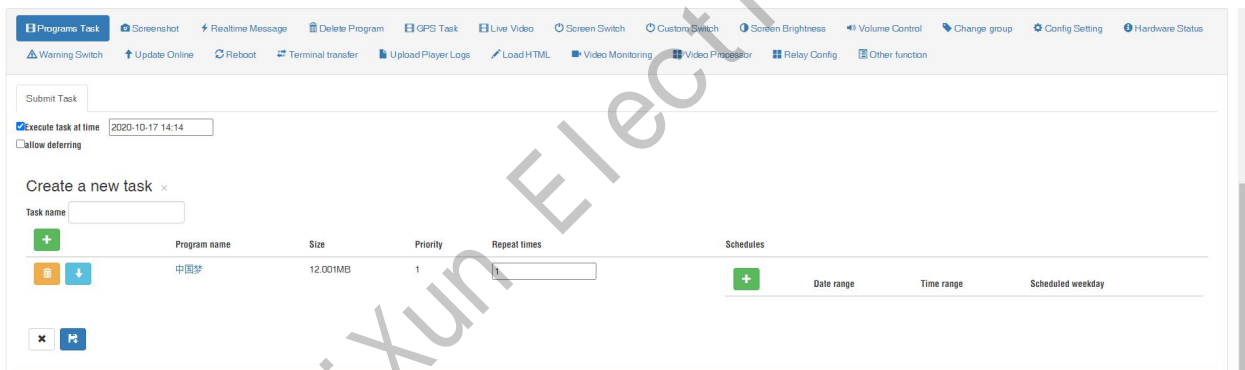 Programs Task Screenshot Realtime Message Delete Program GPS Task Live Video Screen Switch Custom Switch Screen Brightness Volume Control Change group Config Setting Hardware Status
Warning Switch Update Online Reboot Terminal transfer Upload Player Logs Load HTML Video Monitoring Video Processor Relay Config Other function
Submit Task
Execute task at time 2020-10-17 14:14
allow deferring
Create a new task ×
Task name
Program name Size Priority Repeat times Schedules
中国梦 12.001MB 1 1
Date range Time range Scheduled weekday
iXun Elect